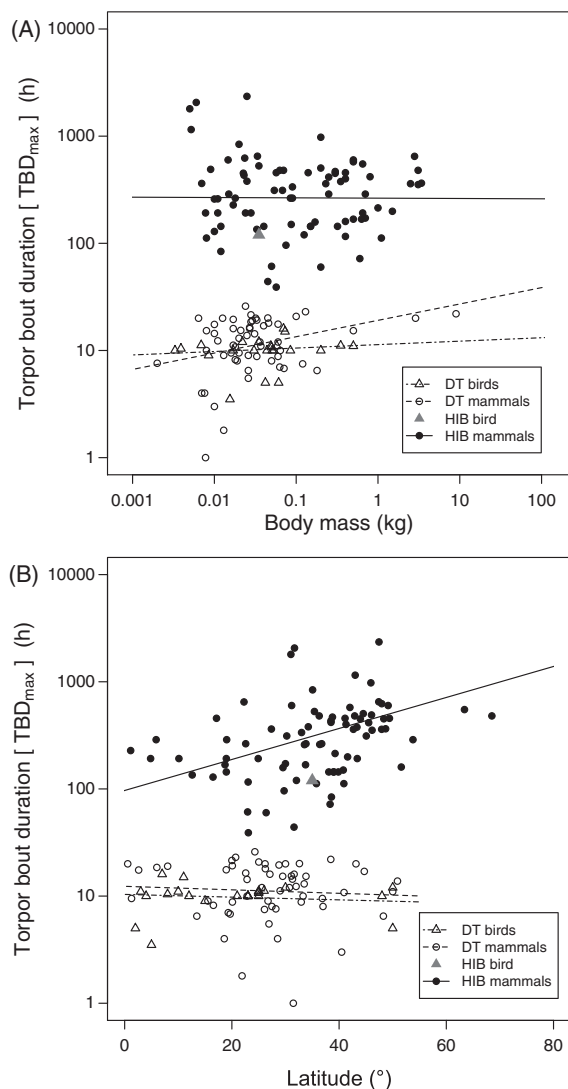 (A)
Torpor bout duration [ TBDmax ] (h)
10000
1000
100
10
1
DT birds
DT mammals
HIB bird
HIB mammals
0.001 0.01 0.1 1 10 100
Body mass (kg)
(B)
Torpor bout duration [ TBDmax ] (h)
10000
1000
100
10
1
DT birds
DT mammals
HIB bird
HIB mammals
0 20 40 60 80
Latitude (°)